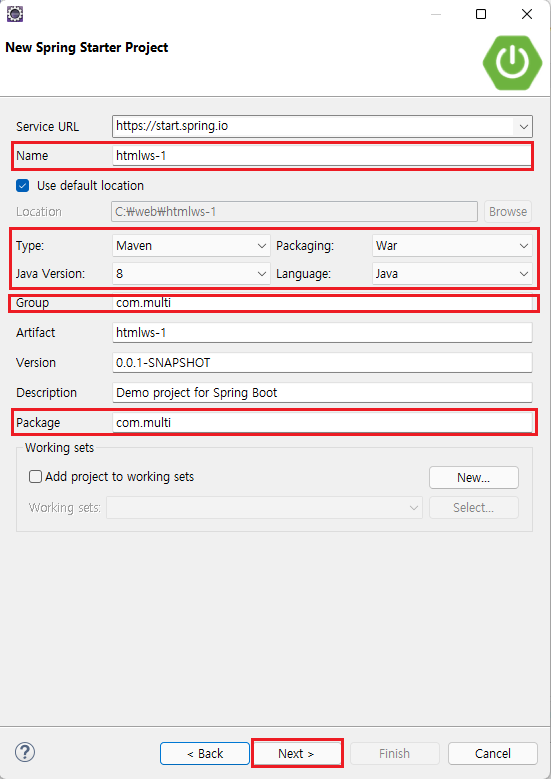 New Spring Starter Project
Service URL https://start.spring.io
Name htmlws-1
Use default location
Location C:₩web₩htmlws-1 Browse
Type: Maven Packaging: War
Java Version: 8 Language: Java
Group com.multi
Artifact htmlws-1
Version 0.0.1-SNAPSHOT
Description Demo project for Spring Boot
Package com.multi
Working sets
Add project to working sets New...
Working sets: Select...
? < Back Next > Finish Cancel